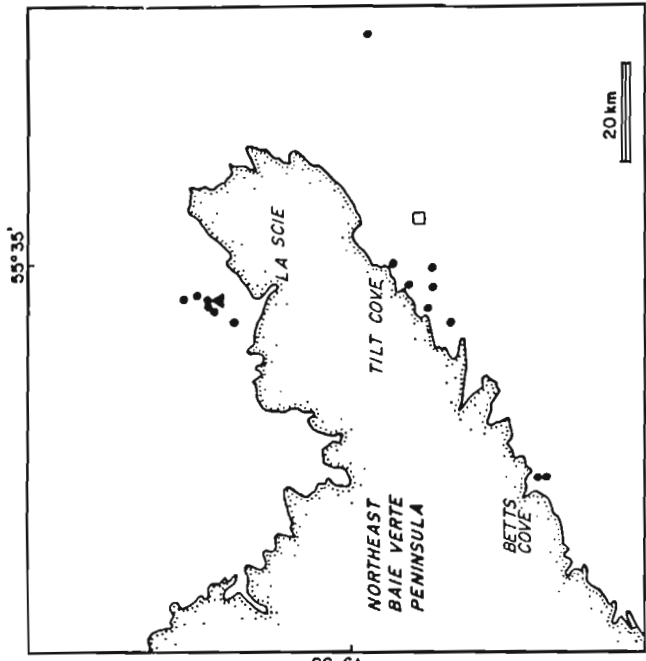 55°35'
20 km
LA SCIE
TILT COVE
NORTHEAST
BAIE VERTE
PENINSULA
BETTS
COVE